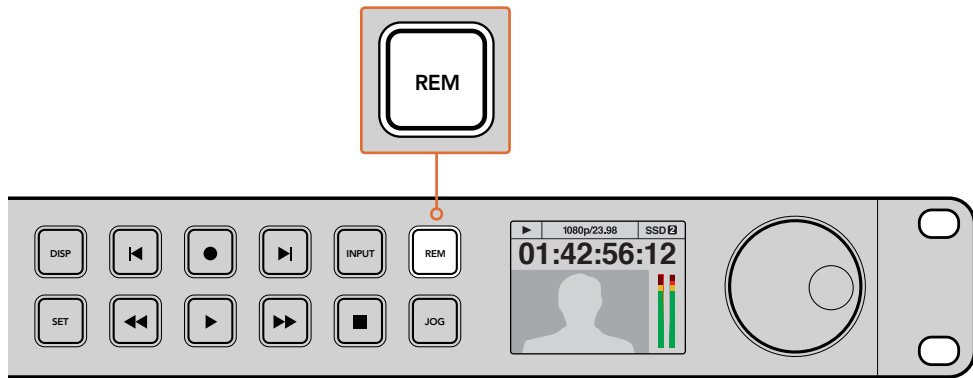 REM
DISP
INPUT
REM
1080p/23.98
SSD 2
01:42:56:12
SET
JOG